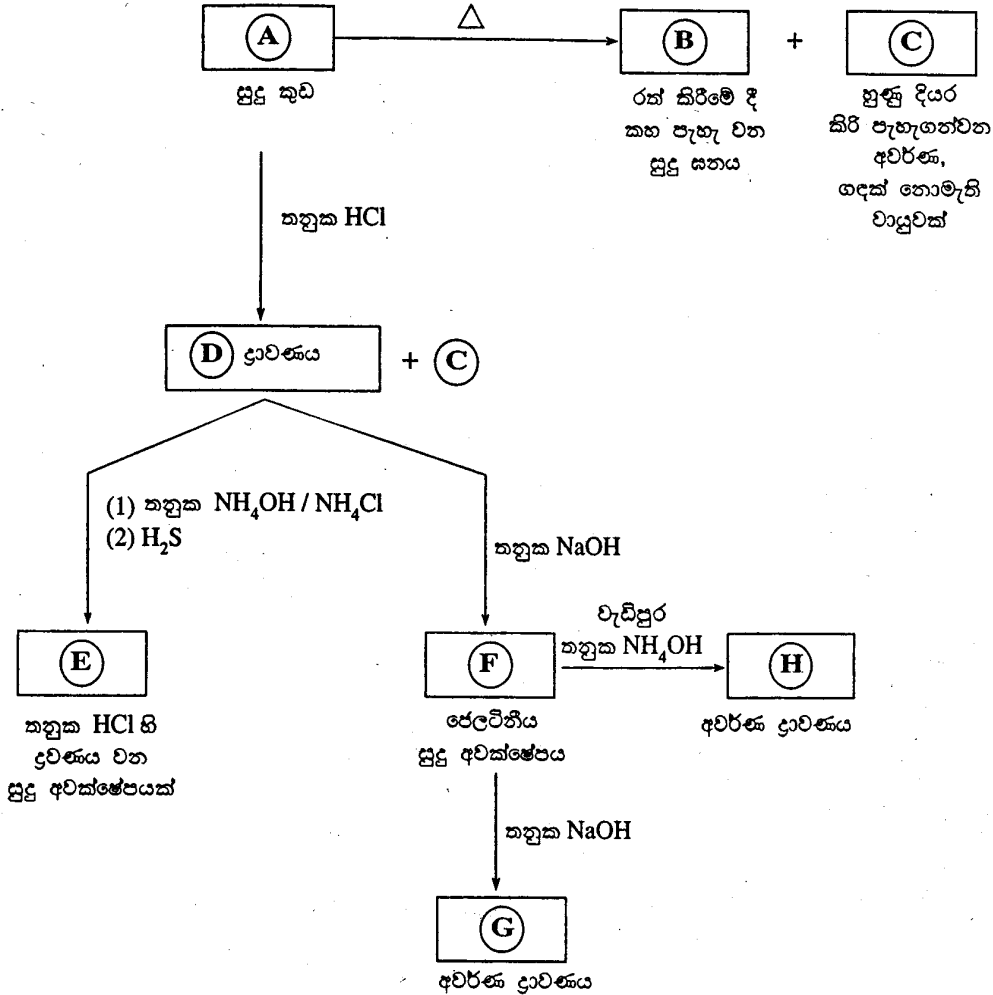 △
A
B
+
C
සුදු කුඩ
රත් කිරීමේ දී
කහ පැහැ වන
සුදු ඝනය
හුණු දියර
කිරි පැහැගන්වන
අවර්ණ,
ගඳක් නොමැති
වායුවක්
තනුක HCl
D ද්‍රාවණය
+ C
(1) තනුක NH₄OH / NH₄Cl
(2) H₂S
තනුක NaOH
වැඩිපුර
තනුක NH₄OH
E
F
H
තනුක HCl හි
ද්‍රවණය වන
සුදු අවක්ෂේපයක්
ජෙලටිනීය
සුදු අවක්ෂේපය
අවර්ණ ද්‍රාවණය
තනුක NaOH
G
අවර්ණ ද්‍රාවණය